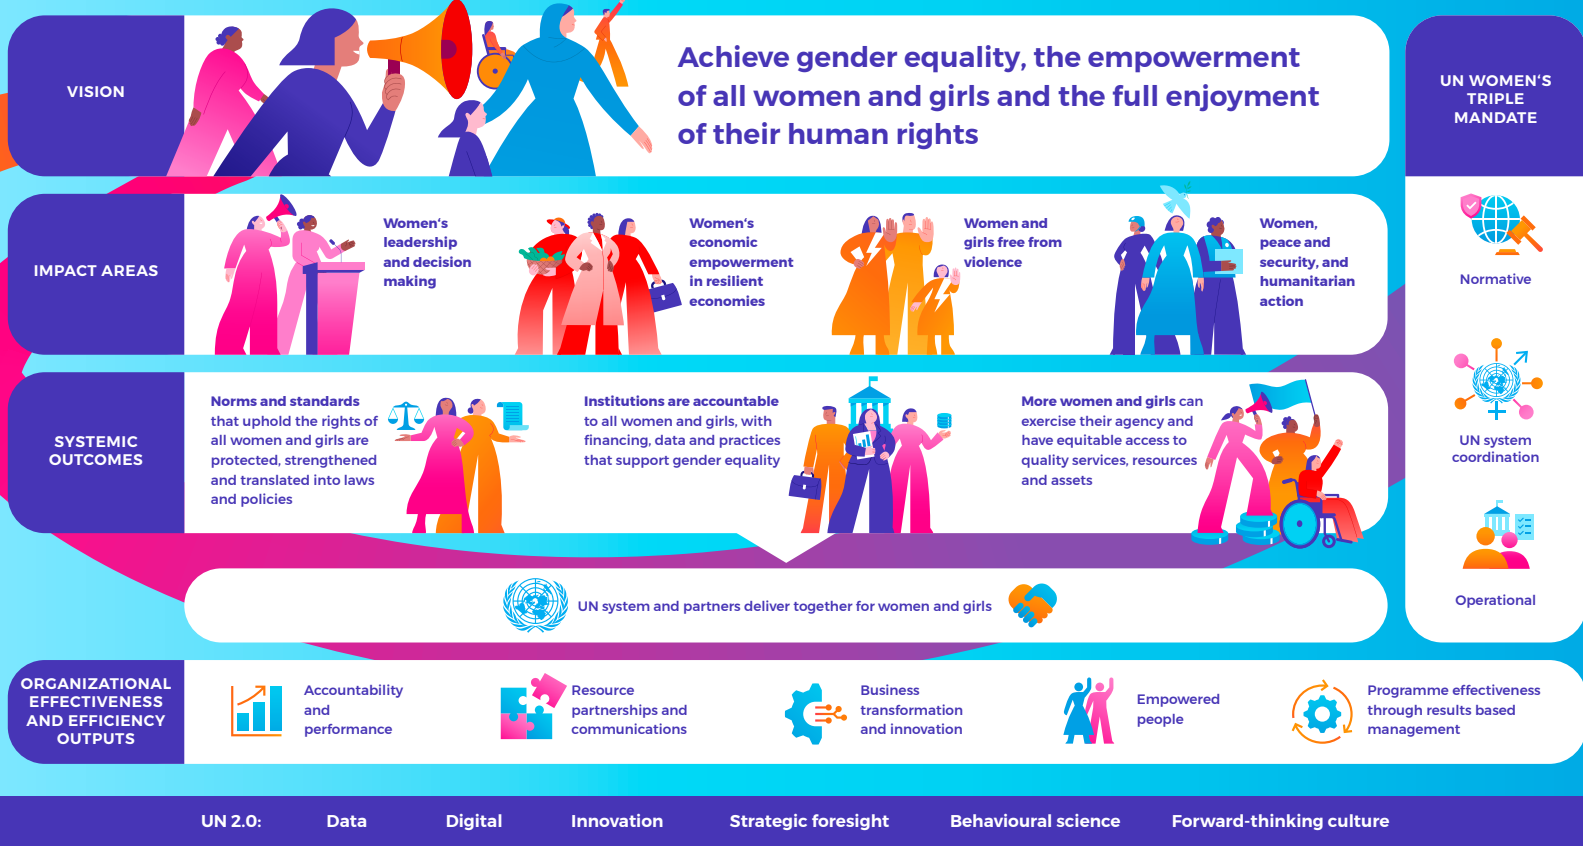 VISION
Achieve gender equality, the empowerment
of all women and girls and the full enjoyment
of their human rights
UN WOMEN‘S
TRIPLE
MANDATE
Normative
UN system
coordination
Operational
IMPACT AREAS
Women‘s
leadership
and decision
making
Women‘s
economic
empowerment
in resilient
economies
Women and
girls free from
violence
Women,
peace and
security, and
humanitarian
action
SYSTEMIC
OUTCOMES
Norms and standards
that uphold the rights of
all women and girls are
protected, strengthened
and translated into laws
and policies
Institutions are accountable
to all women and girls, with
financing, data and practices
that support gender equality
More women and girls can
exercise their agency and
have equitable access to
quality services, resources
and assets
UN system and partners deliver together for women and girls
ORGANIZATIONAL
EFFECTIVENESS
AND EFFICIENCY
OUTPUTS
Accountability
and
performance
Resource
partnerships and
communications
Business
transformation
and innovation
Empowered
people
Programme effectiveness
through results based
management
UN 2.0: Data Digital Innovation Strategic foresight Behavioural science Forward-thinking culture